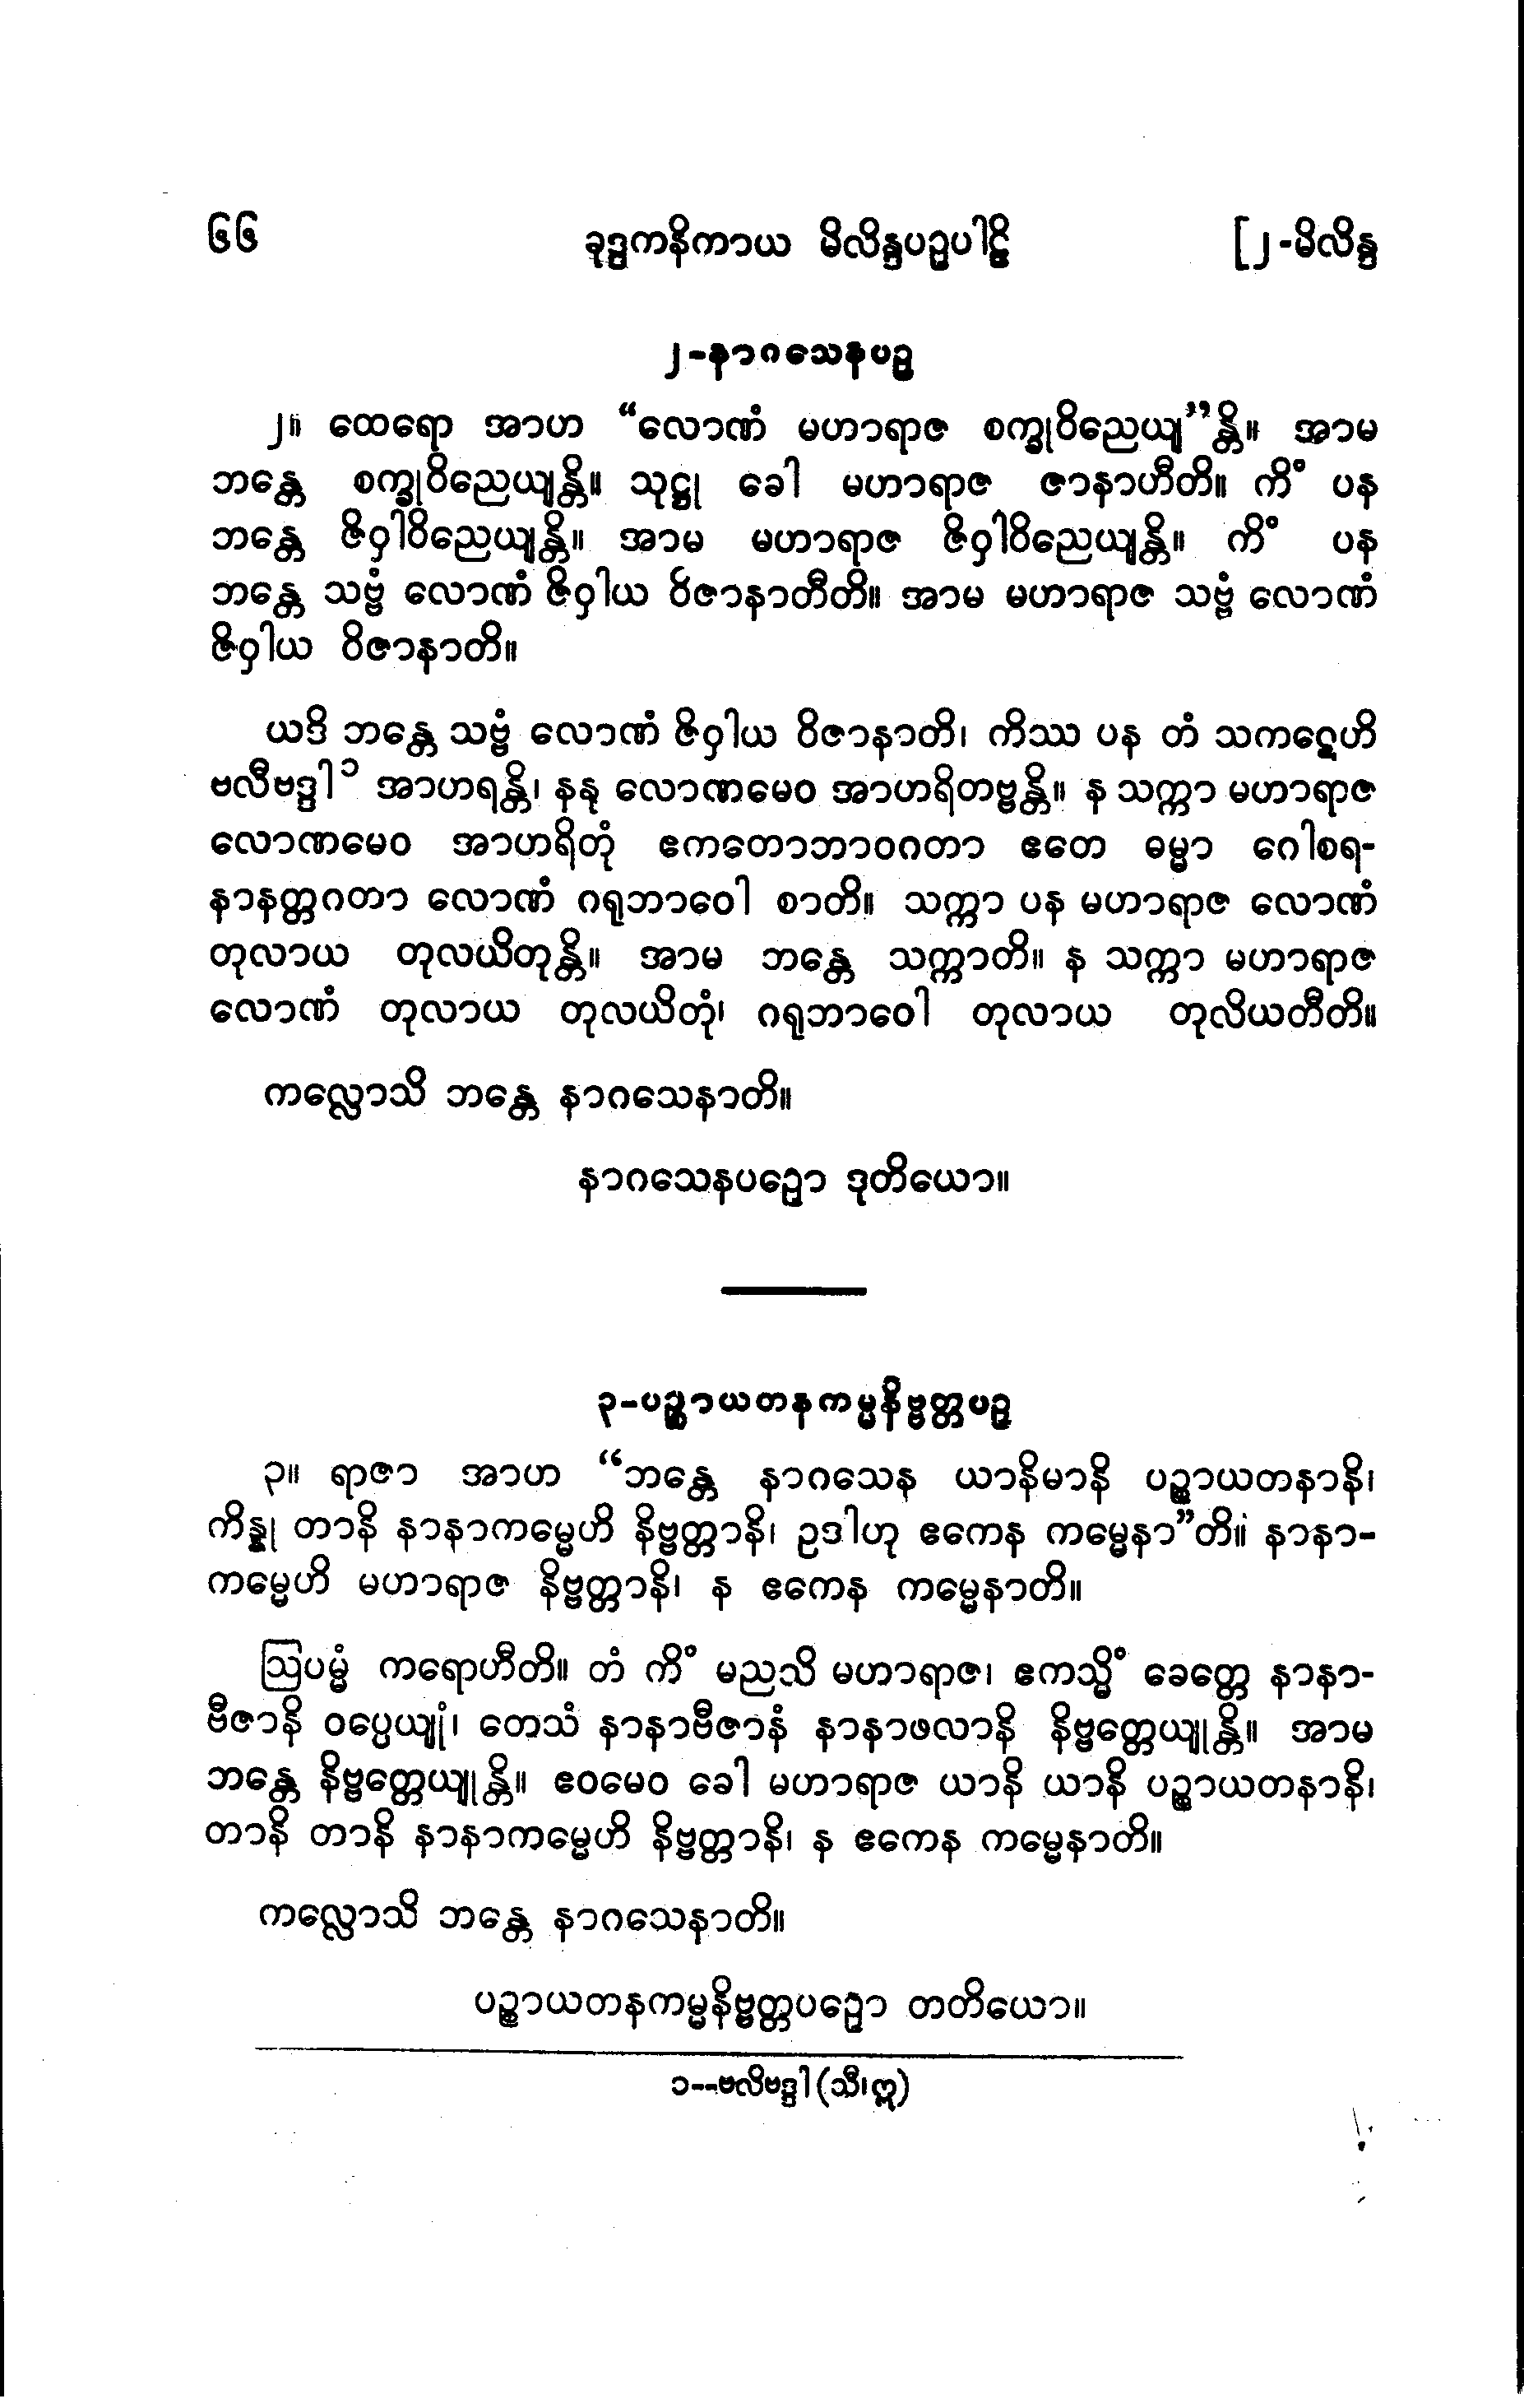 ၆၆ ခုဒ္ဒကနိကာယ မိလိန္ဒပဉှပါဠိ [၂-မိလိန္ဒ
၂-နာဂသေနပဉှ
၂။ ထေရော အာဟ “လောဏံ မဟာရာဇ စက္ခုဝိညေယျ”န္တိ။ အာမ
ဘန္တေ စက္ခုဝိညေယျန္တိ။ သုဋ္ဌု ခေါ မဟာရာဇ ဇာနာဟီတိ။ ကိံ ပန
ဘန္တေ ဇိဝှါဝိညေယျန္တိ။ အာမ မဟာရာဇ ဇိဝှါဝိညေယျန္တိ။ ကိံ ပန
ဘန္တေ သဗ္ဗံ လောဏံ ဇိဝှါယ ဝိဇာနာတီတိ။ အာမ မဟာရာဇ သဗ္ဗံ လောဏံ
ဇိဝှါယ ဝိဇာနာတိ။
ယဒိ ဘန္တေ သဗ္ဗံ လောဏံ ဇိဝှါယ ဝိဇာနာတိ၊ ကိဿ ပန တံ သကဋေဟိ
ဗလီဗဒ္ဒါ ၁ အာဟရန္တိ၊ နနု လောဏမေဝ အာဟရိတဗ္ဗန္တိ။ န သက္ကာ မဟာရာဇ
လောဏမေဝ အာဟရိတုံ ဧကတောဘာဝဂတာ ဧတေ ဓမ္မာ ဂေါစရ-
နာနတ္တဂတာ လောဏံ ဂရုဘာဝေါ စာတိ။ သက္ကာ ပန မဟာရာဇ လောဏံ
တုလာယ တုလယိတုန္တိ။ အာမ ဘန္တေ သက္ကာတိ။ န သက္ကာ မဟာရာဇ
လောဏံ တုလာယ တုလယိတုံ၊ ဂရုဘာဝေါ တုလာယ တုလိယတီတိ။
ကလ္လောသိ ဘန္တေ နာဂသေနာတိ။
နာဂသေနပဉှော ဒုတိယော။
၃-ပဉ္စာယတနကမ္မနိဗ္ဗတ္တပဉှ
၃။ ရာဇာ အာဟ “ဘန္တေ နာဂသေန ယာနိမာနိ ပဉ္စာယတနာနိ၊
ကိန္နု တာနိ နာနာကမ္မေဟိ နိဗ္ဗတ္တာနိ၊ ဥဒါဟု ဧကေန ကမ္မေနာ”တိ။ နာနာ-
ကမ္မေဟိ မဟာရာဇ နိဗ္ဗတ္တာနိ၊ န ဧကေန ကမ္မေနာတိ။
ဩပမ္မံ ကရောဟီတိ။ တံ ကိံ မညသိ မဟာရာဇ၊ ဧကသ္မိံ ခေတ္တေ နာနာ-
ဗီဇာနိ ဝပ္ပေယျုံ၊ တေသံ နာနာဗီဇာနံ နာနာဖလာနိ နိဗ္ဗတ္တေယျုန္တိ။ အာမ
ဘန္တေ နိဗ္ဗတ္တေယျုန္တိ။ ဧဝမေဝ ခေါ မဟာရာဇ ယာနိ ယာနိ ပဉ္စာယတနာနိ၊
တာနိ တာနိ နာနာကမ္မေဟိ နိဗ္ဗတ္တာနိ၊ န ဧကေန ကမ္မေနာတိ။
ကလ္လောသိ ဘန္တေ နာဂသေနာတိ။
ပဉ္စာယတနကမ္မနိဗ္ဗတ္တပဉှော တတိယော။
၁--ဗလိဗဒ္ဒါ (သီ၊ဣ)